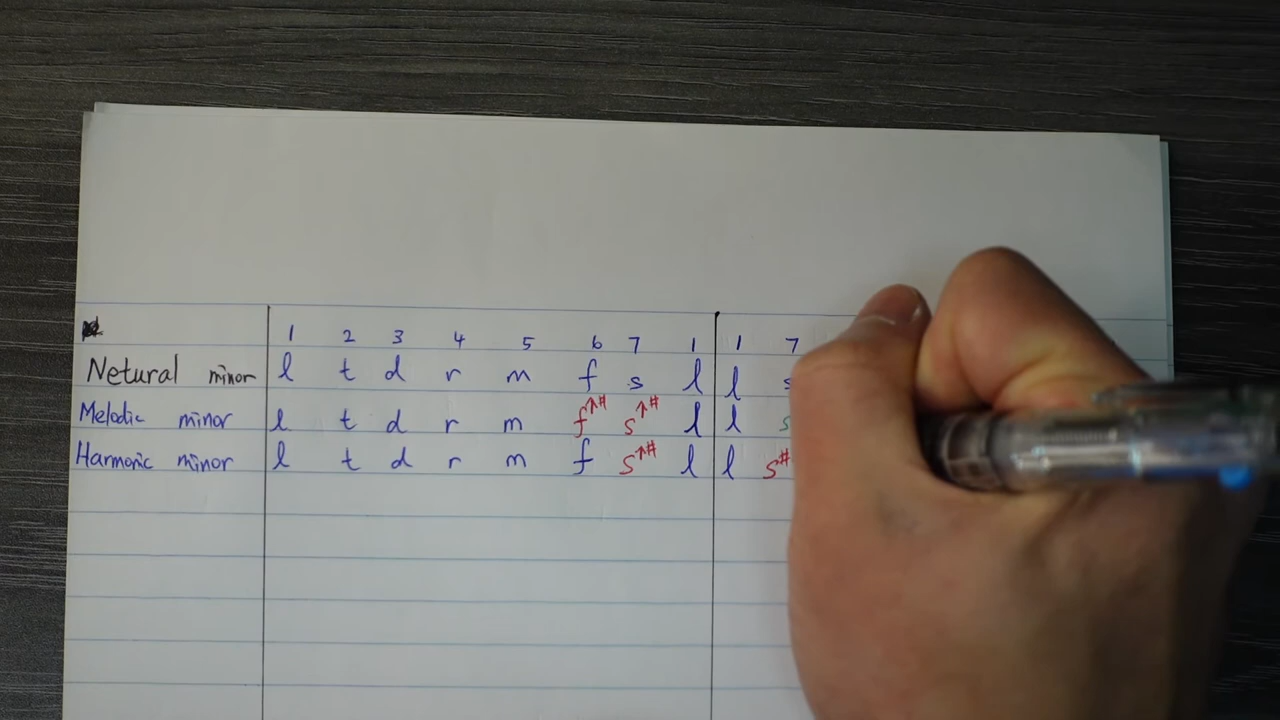 1 2 3 4 5 6 7 1 1 7
Netural minor l t d r m f s l l s
Melodic minor l t d r m f↑# s↑# l l s
Harmonic minor l t d r m f s↑# l l s#